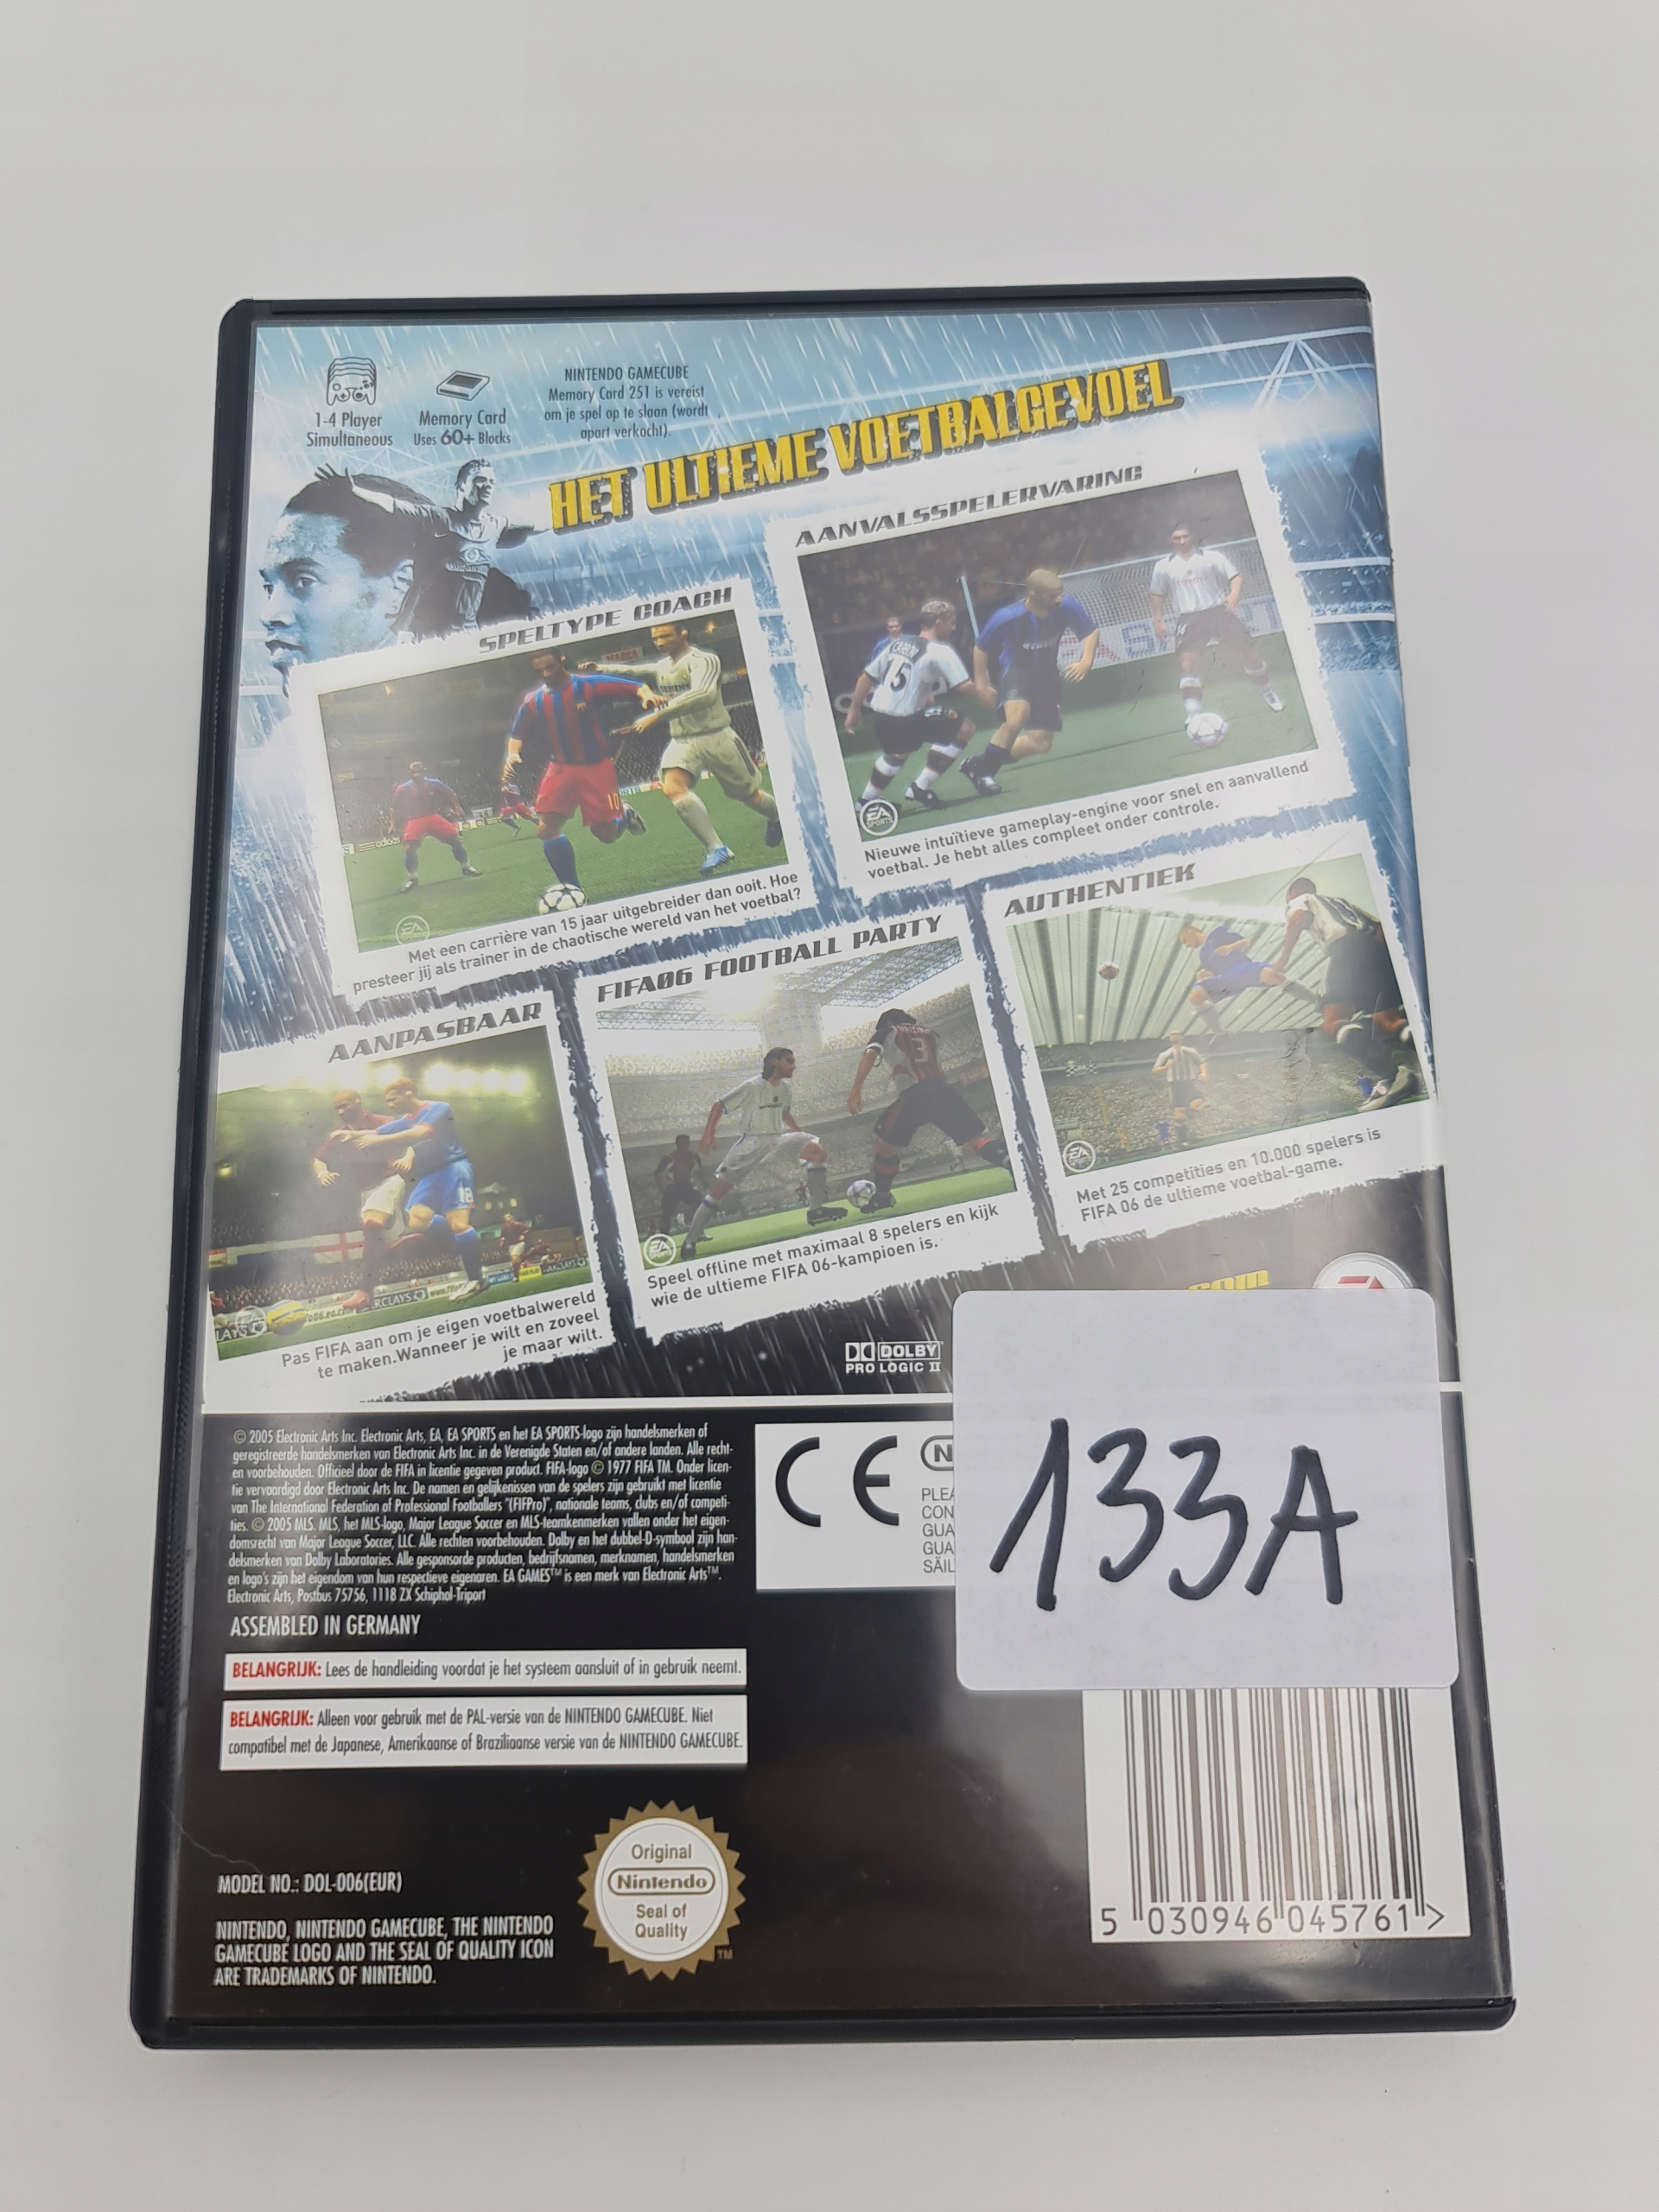 1-4 Player
Simultaneous
Memory Card
Uses 60+ Blocks
NINTENDO GAMECUBE
Memory Card 251 is vereist
om je spel op te slaan (wordt
apart verkocht).
HET ULTIEME VOETBALGEVOEL
SPELTYPE COACH
Met een carrière van 15 jaar uitgebreider dan ooit. Hoe
presteer jij als trainer in de chaotische wereld van het voetbal?
AANVALSSPELERVARING
15
EA
SPORTS
Nieuwe intuïtieve gameplay-engine voor snel en aanvallend
voetbal. Je hebt alles compleet onder controle.
AANPASBAAR
18
Pas FIFA aan om je eigen voetbalwereld
te maken.Wanneer je wilt en zoveel
je maar wilt.
FIFA06 FOOTBALL PARTY
3
EA
SPORTS
Speel offline met maximaal 8 spelers en kijk
wie de ultieme FIFA 06-kampioen is.
AUTHENTIEK
EA
SPORTS
Met 25 competities en 10.000 spelers is
FIFA 06 de ultieme voetbal-game.
DOLBY
PRO LOGIC II
© 2005 Electronic Arts Inc. Electronic Arts, EA, EA SPORTS en het EA SPORTS-logo zijn handelsmerken of
geregistreerde handelsmerken van Electronic Arts Inc. in de Verenigde Staten en/of andere landen. Alle recht-
en voorbehouden. Officieel door de FIFA in licentie gegeven product. FIFA-logo © 1977 FIFA TM. Onder licen-
tie vervaardigd door Electronic Arts Inc. De namen en gelijkenissen van de spelers zijn gebruikt met licentie
van The International Federation of Professional Footballers "(FIFPro)", nationale teams, clubs en/of competi-
ties. © 2005 MLS. MLS, het MLS-logo, Major League Soccer en MLS-teamkenmerken vallen onder het eigen-
domsrecht van Major League Soccer, LLC. Alle rechten voorbehouden. Dolby en het dubbel-D-symbool zijn han-
delsmerken van Dolby Laboratories. Alle gesponsorde producten, bedrijfsnamen, merknamen, handelsmerken
en logo's zijn het eigendom van hun respectieve eigenaren. EA GAMES™ is een merk van Electronic Arts™.
Electronic Arts, Postbus 75756, 1118 ZX Schiphol-Triport
ASSEMBLED IN GERMANY
CE
133A
BELANGRIJK: Lees de handleiding voordat je het systeem aansluit of in gebruik neemt.
BELANGRIJK: Alleen voor gebruik met de PAL-versie van de NINTENDO GAMECUBE. Niet
compatibel met de Japanese, Amerikaanse of Braziliaanse versie van de NINTENDO GAMECUBE.
MODEL NO.: DOL-006(EUR)
NINTENDO, NINTENDO GAMECUBE, THE NINTENDO
GAMECUBE LOGO AND THE SEAL OF QUALITY ICON
ARE TRADEMARKS OF NINTENDO.
Original
Nintendo
Seal of
Quality
TM
5 030946 045761 >